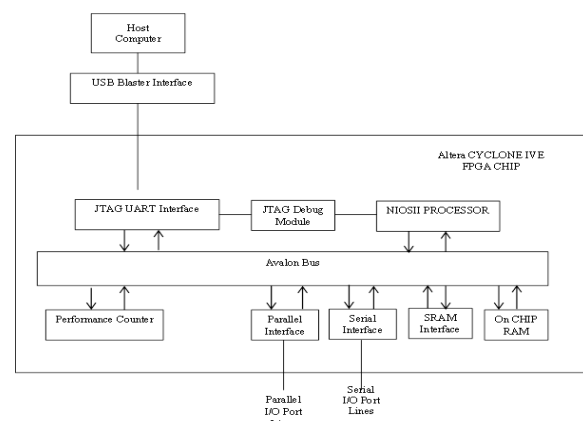 Host
Computer
USB Blaster Interface
Altera CYCLONE IV E
FPGA CHIP
JTAG UART Interface
JTAG Debug
Module
NIOSII PROCESSOR
Avalon Bus
Performance Counter
Parallel
Interface
Serial
Interface
SRAM
Interface
On CHIP
RAM
Parallel
I/O Port
Serial
I/O Port
Lines